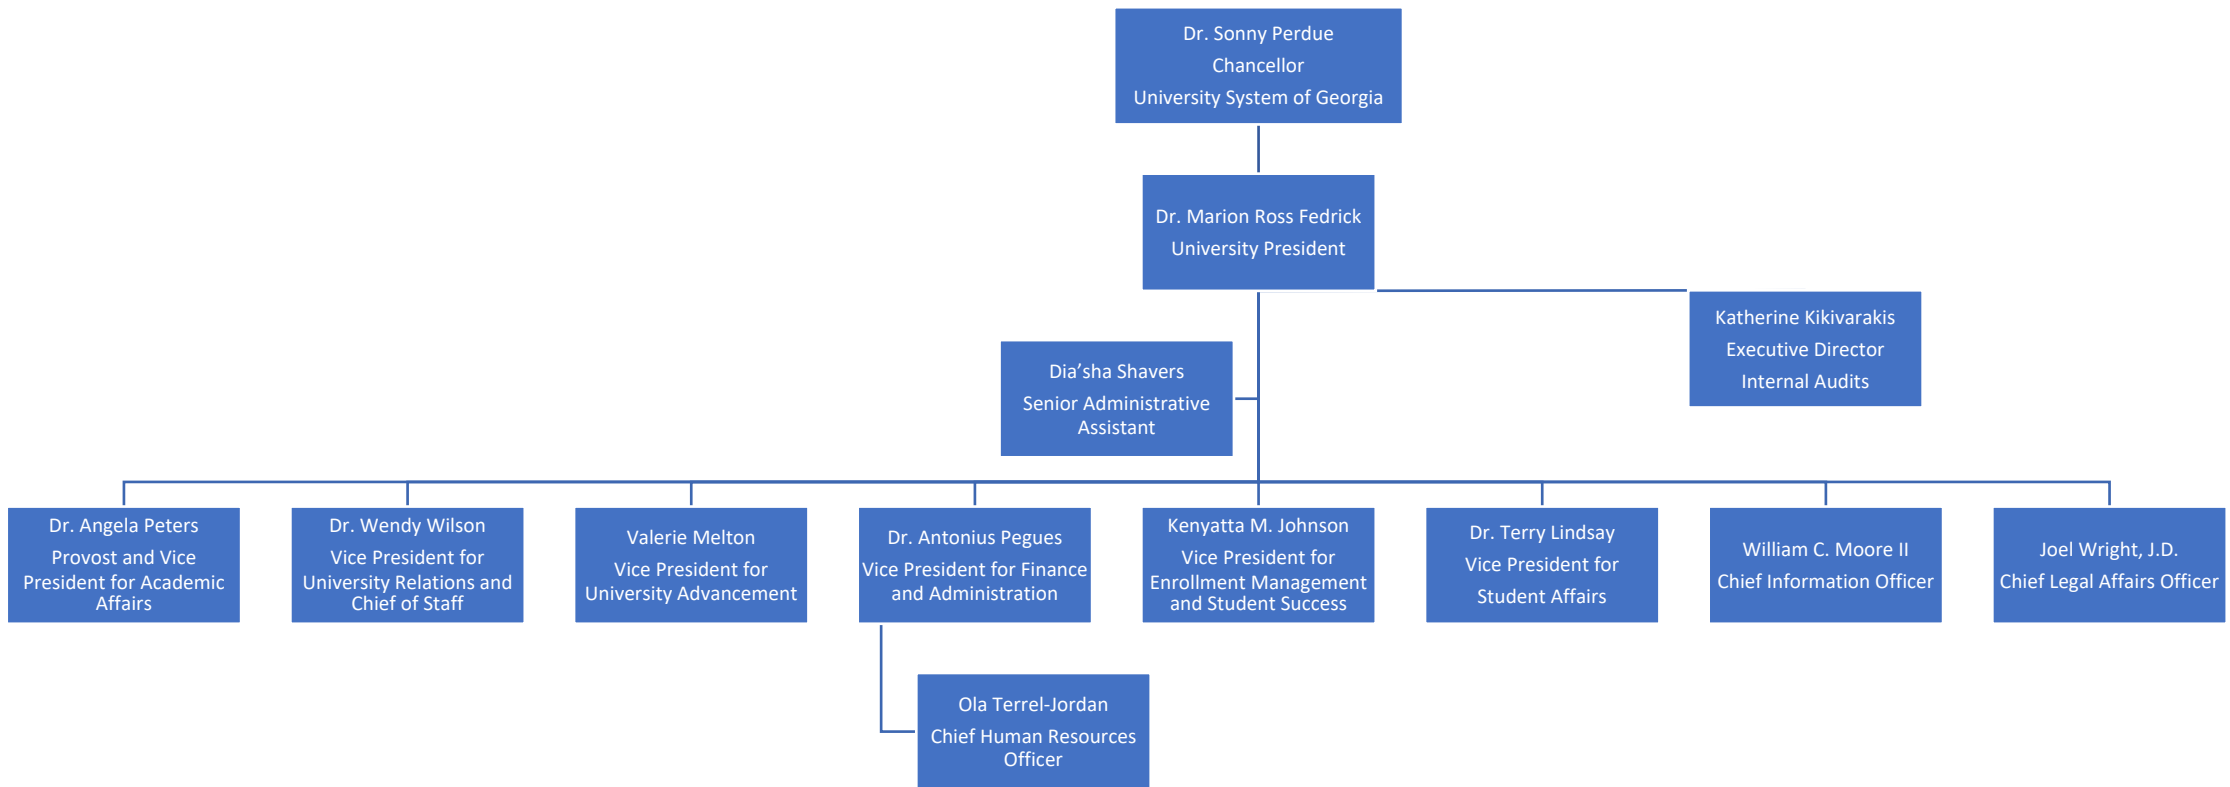 Dr. Sonny Perdue
Chancellor
University System of Georgia
Dr. Marion Ross Fedrick
University President
Katherine Kikivarakis
Executive Director
Internal Audits
Dia’sha Shavers
Senior Administrative
Assistant
Dr. Angela Peters
Provost and Vice
President for Academic
Affairs
Dr. Wendy Wilson
Vice President for
University Relations and
Chief of Staff
Valerie Melton
Vice President for
University Advancement
Dr. Antonius Pegues
Vice President for Finance
and Administration
Kenyatta M. Johnson
Vice President for
Enrollment Management
and Student Success
Dr. Terry Lindsay
Vice President for
Student Affairs
William C. Moore II
Chief Information Officer
Joel Wright, J.D.
Chief Legal Affairs Officer
Ola Terrel-Jordan
Chief Human Resources
Officer